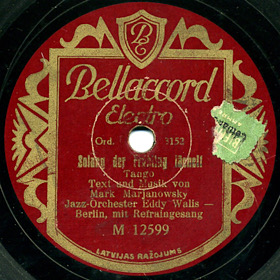 B
Bellaccord
Electro
Ord. 3152
Solang der Frühling
Tango
Text und Musik von
Mark Marjanowsky
Jazz-Orchester Eddy Walis —
Berlin, mit Refraingesang
M 12599
LATVIJAS RAŽOJUMS